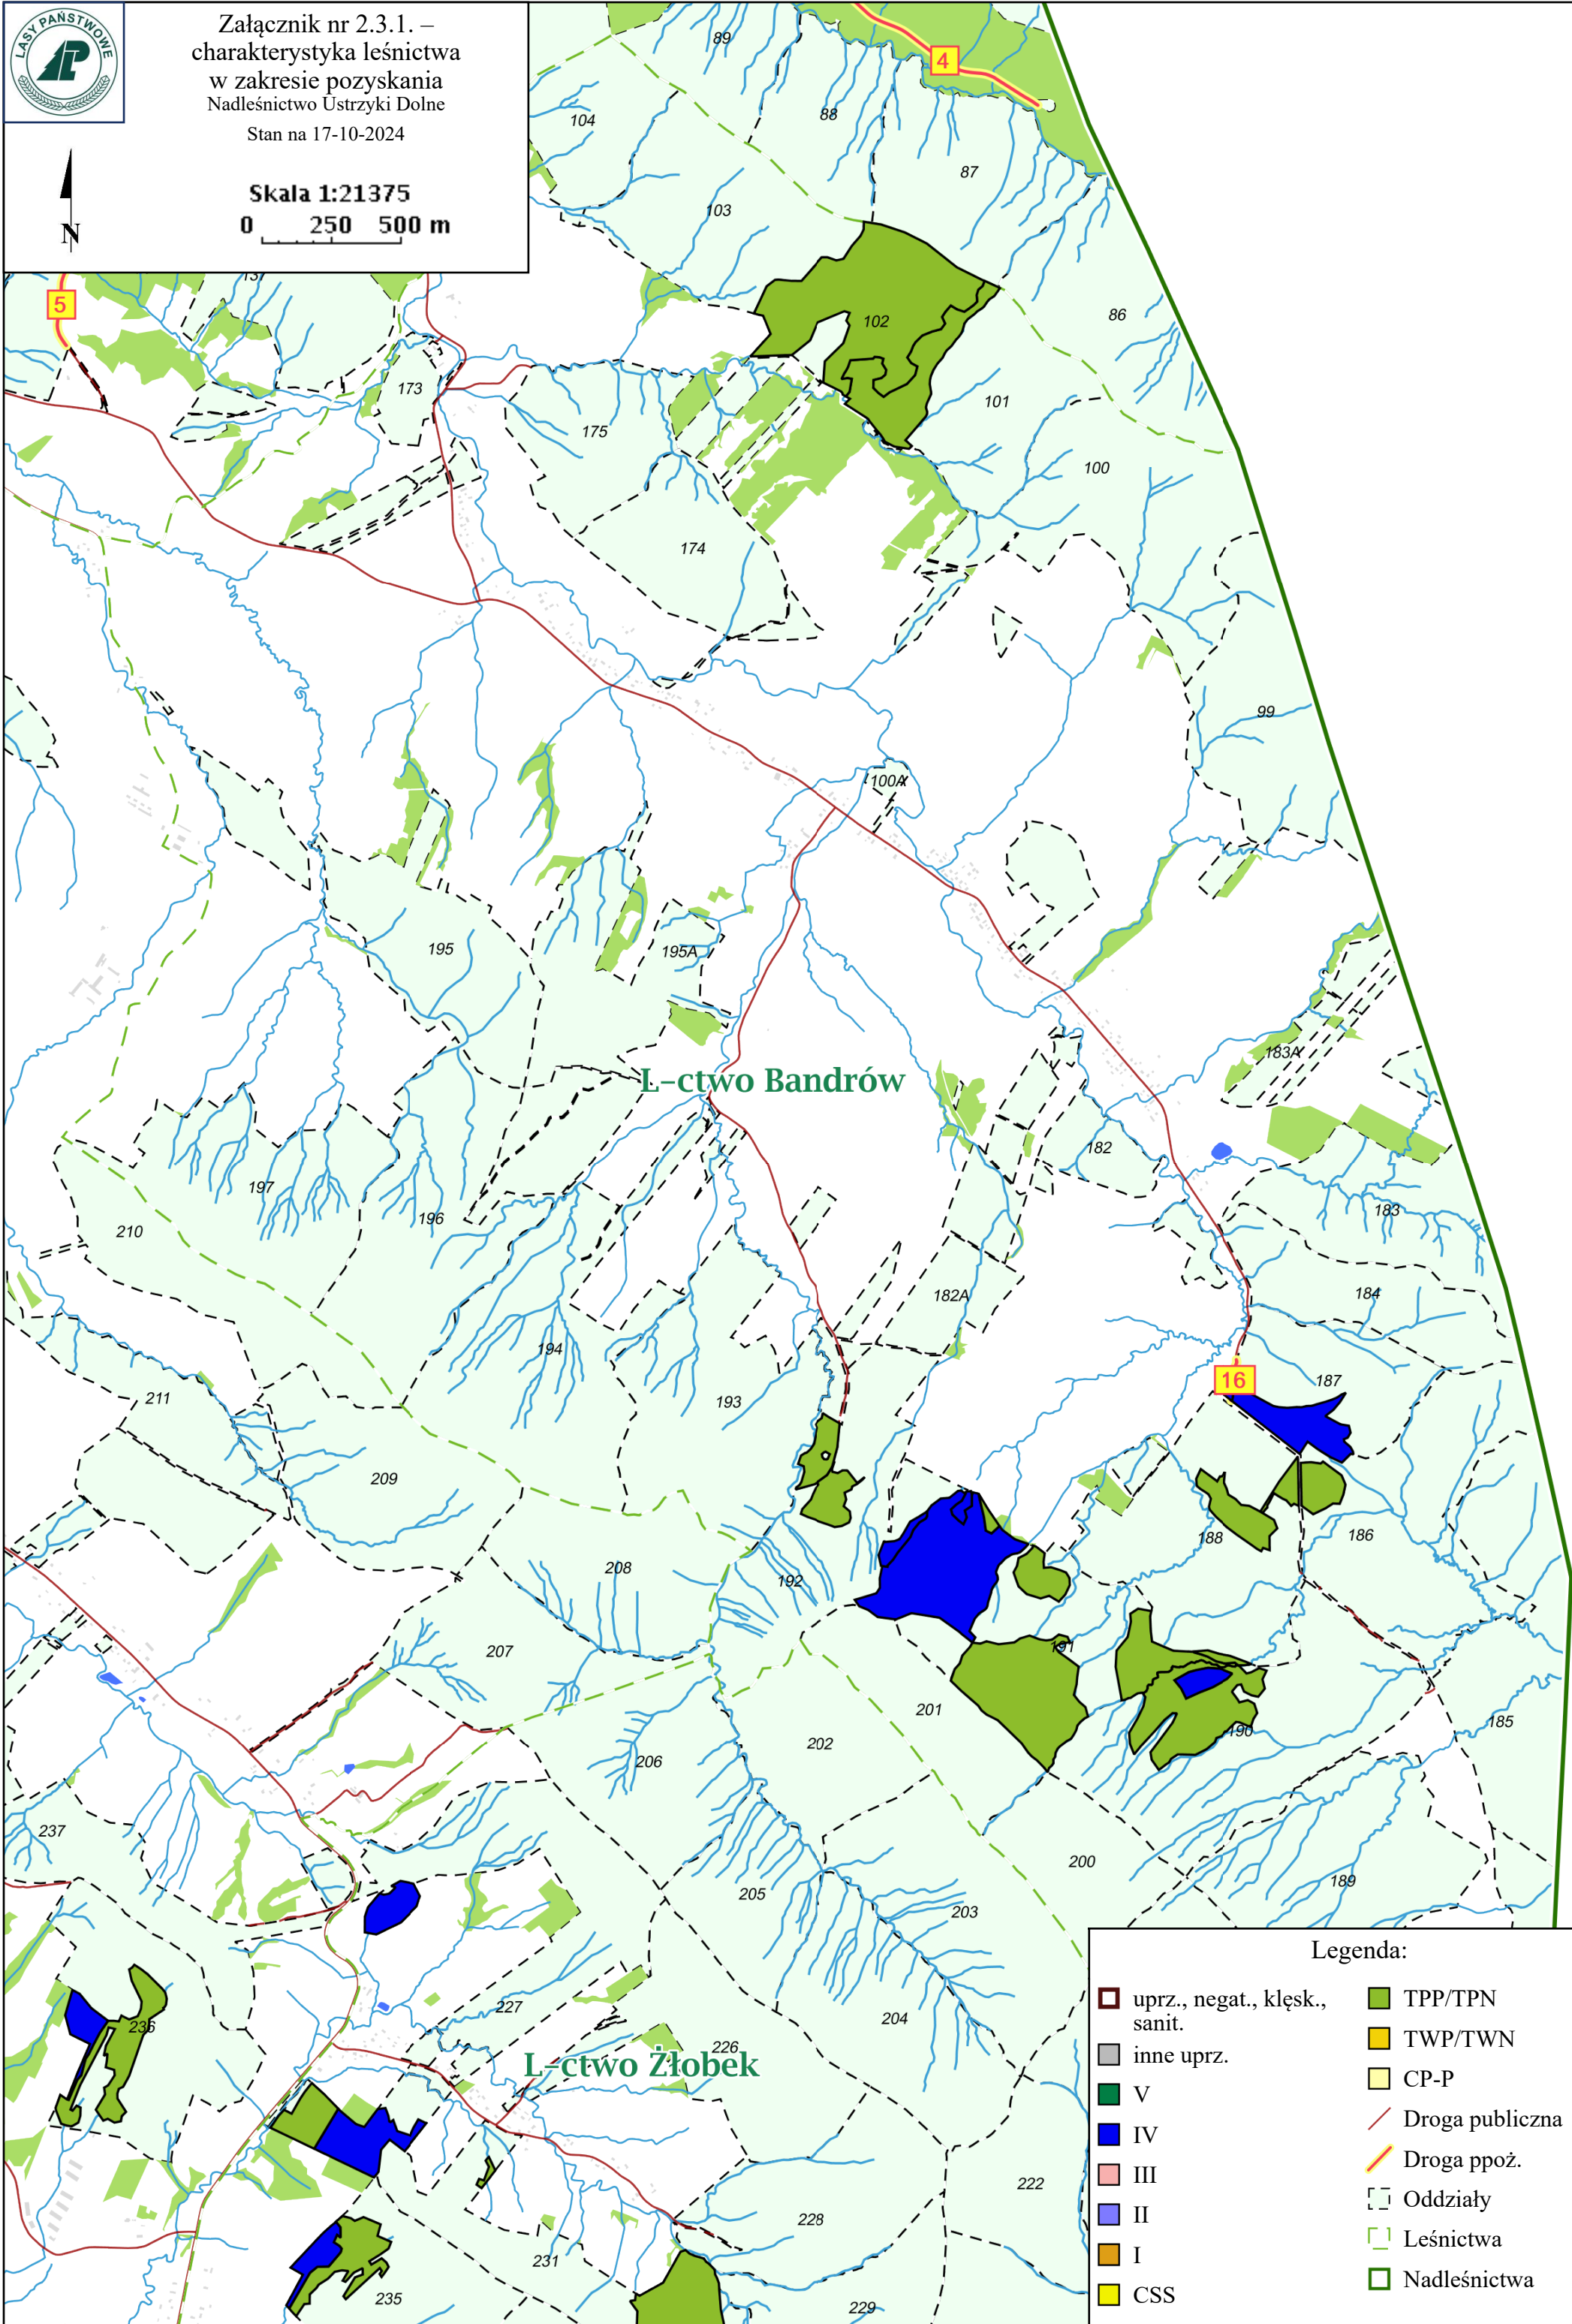 LASY PAŃSTWOWE
Załącznik nr 2.3.1. –
charakterystyka leśnictwa
w zakresie pozyskania
Nadleśnictwo Ustrzyki Dolne
Stan na 17-10-2024
Skala 1:21375
0 250 500 m
N
89
4
104
88
87
103
5
102
86
173
101
175
100
174
99
100A
195
195A
183A
L-ctwo Bandrów
182
197
196
183
210
182A
184
194
16
187
211
193
209
188
186
208
192
207
191
201
185
190
202
206
237
200
189
205
203
227
204
236
226
L-ctwo Żłobek
222
228
231
235
229
Legenda:
uprz., negat., klęsk.,
sanit.
inne uprz.
V
IV
III
II
I
CSS
TPP/TPN
TWP/TWN
CP-P
Droga publiczna
Droga ppoż.
Oddziały
Leśnictwa
Nadleśnictwa